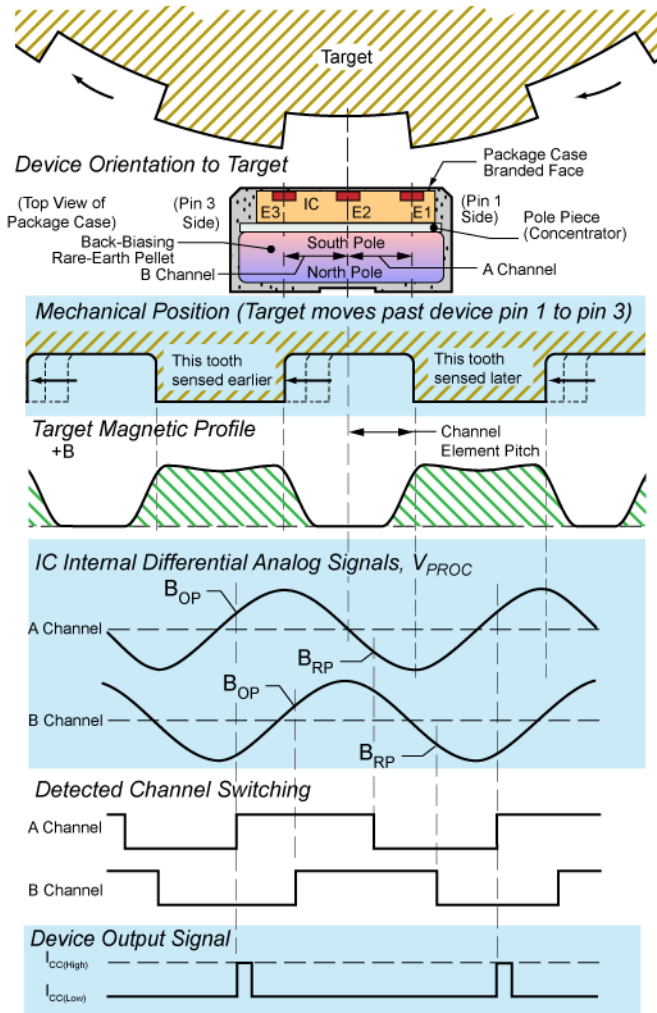 Target
Device Orientation to Target
Package Case
Branded Face
(Top View of
Package Case)
(Pin 3
Side)
E3
IC
E2
E1
(Pin 1
Side)
Pole Piece
(Concentrator)
Back-Biasing
Rare-Earth Pellet
South Pole
B Channel
North Pole
A Channel
Mechanical Position (Target moves past device pin 1 to pin 3)
This tooth
sensed earlier
This tooth
sensed later
Target Magnetic Profile
+B
Channel
Element Pitch
IC Internal Differential Analog Signals, VPROC
BOP
A Channel
BRP
BOP
B Channel
BRP
Detected Channel Switching
A Channel
B Channel
Device Output Signal
ICC(High)
ICC(Low)